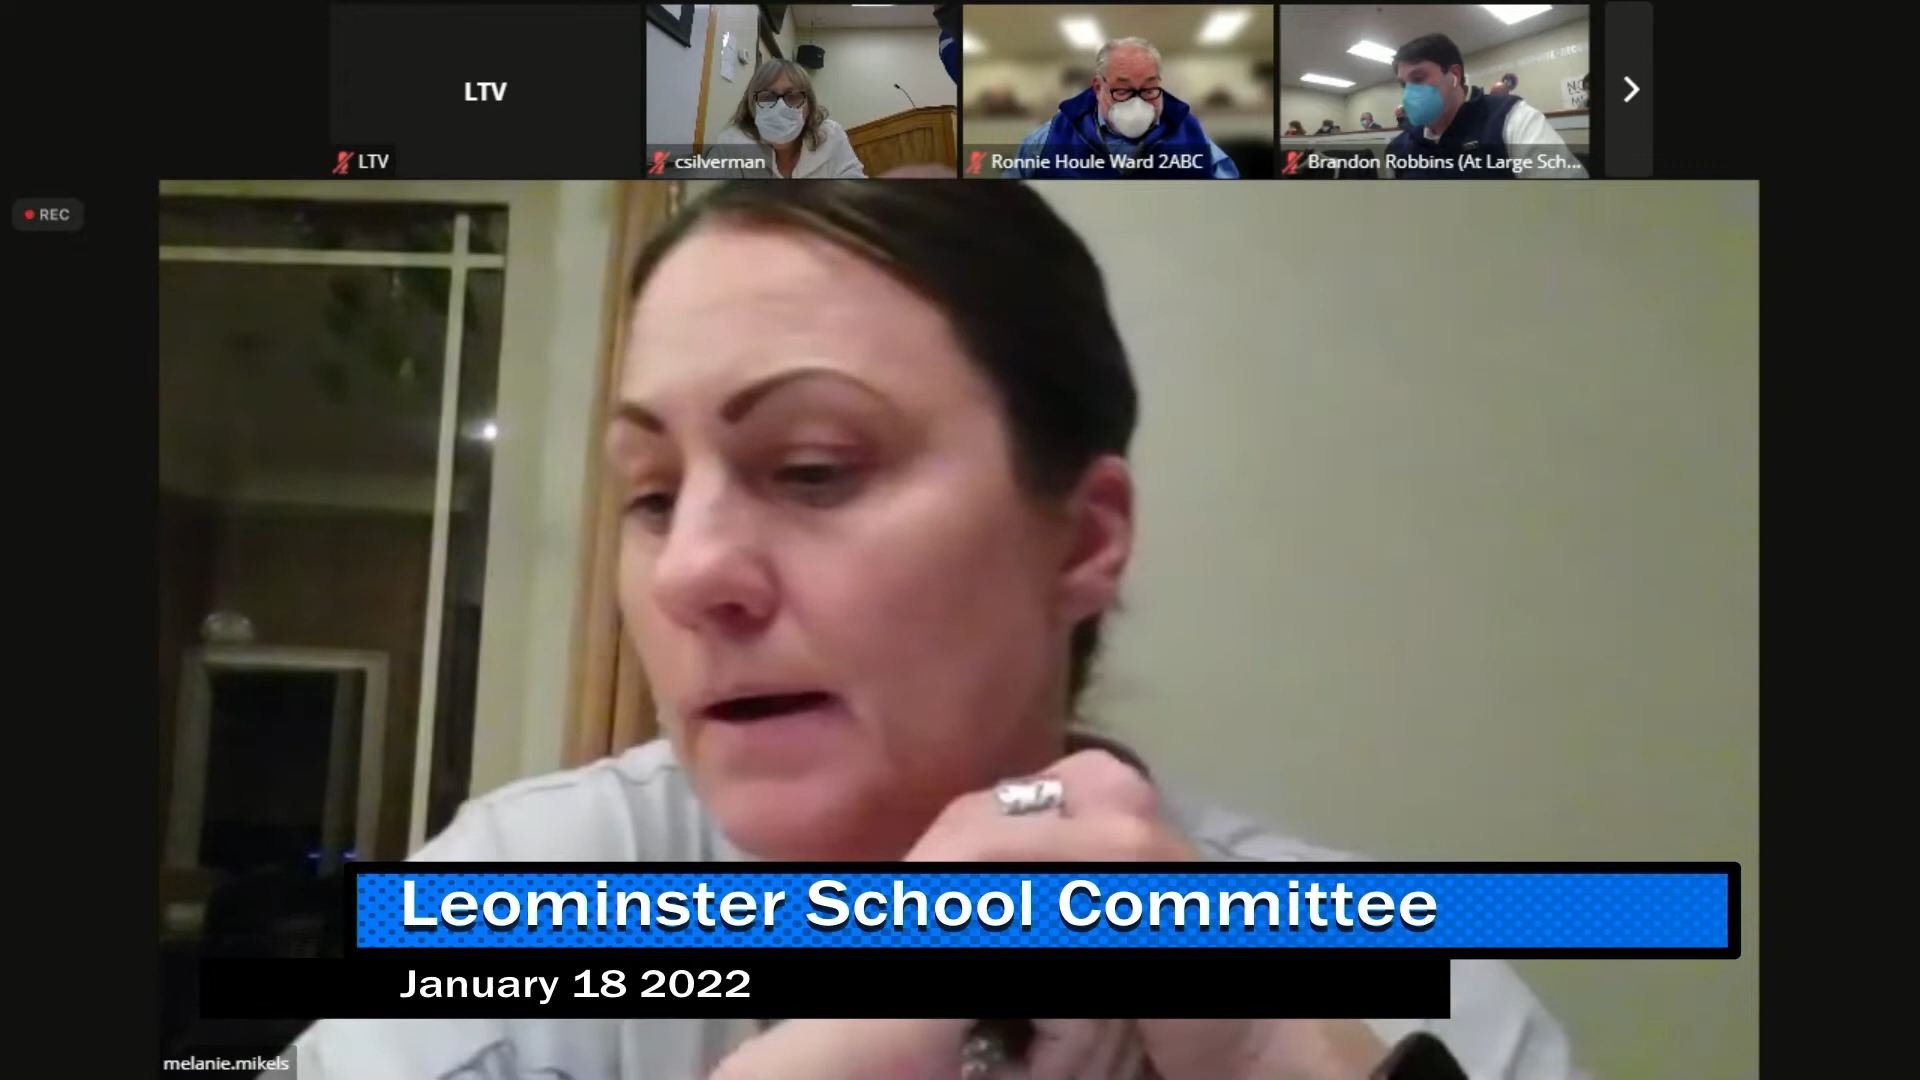 LTV
LTV
csilverman
Ronnie Houle Ward 2ABC
Brandon Robbins (At Large Sch...
REC
Leominster School Committee
January 18 2022
melanie.mikels